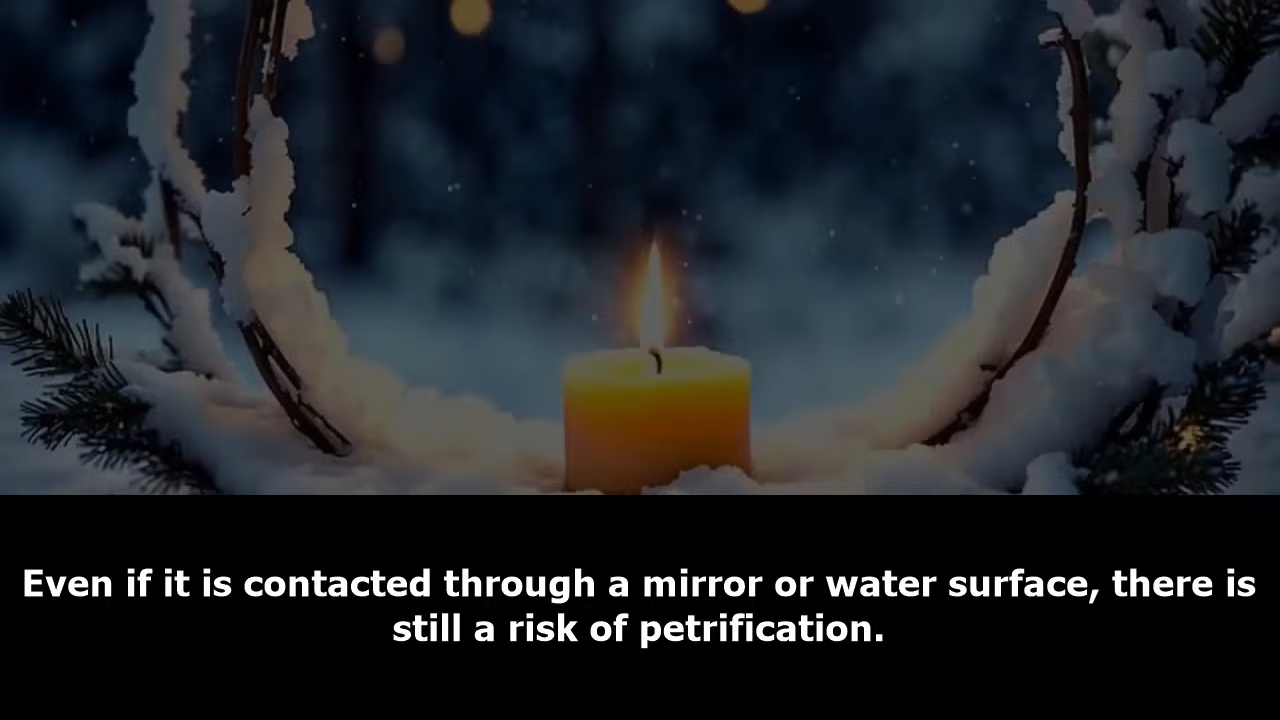 Even if it is contacted through a mirror or water surface, there is
still a risk of petrification.